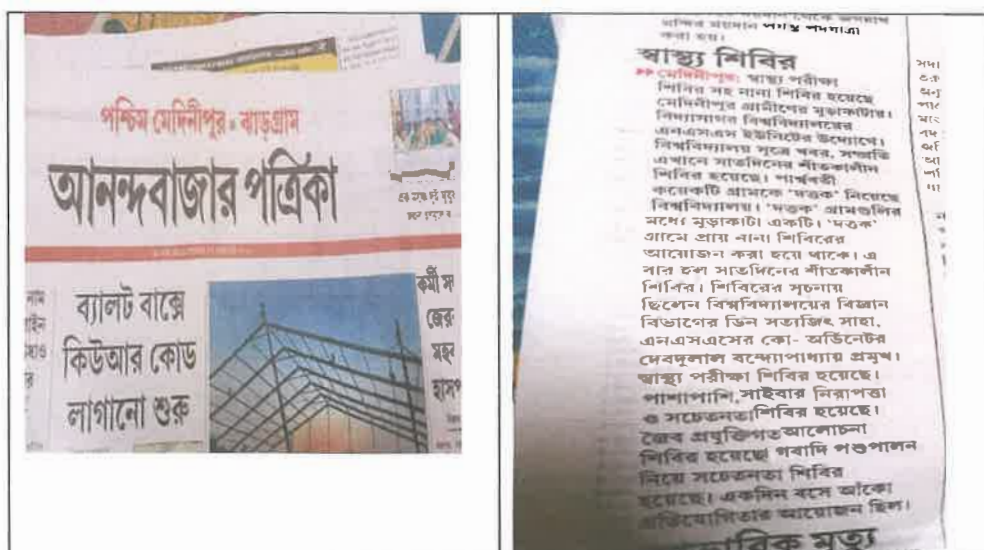 পশ্চিম মেদিনীপুর • ঝাড়গ্রাম
আনন্দবাজার পত্রিকা
ব্যালট বাক্সে
কিউআর কোড
লাগানো শুরু
কর্মী
করা হয়।
স্বাস্থ্য শিবির
মেদিনীপুর: স্বাস্থ্য পরীক্ষা
শিবির সহ নানা শিবির হয়েছে
মেদিনীপুর গ্রামীণের মুড়াকাটায়।
বিদ্যাসাগর বিশ্ববিদ্যালয়ের
এনএসএস ইউনিটের উদ্যোগে।
বিশ্ববিদ্যালয় সূত্রে খবর, সম্প্রতি
এখানে সাতদিনের শীতকালীন
শিবির হয়েছে। পার্শ্ববর্তী
কয়েকটি গ্রামকে 'দত্তক' নিয়েছে
বিশ্ববিদ্যালয়। 'দত্তক' গ্রামগুলির
মধ্যে মুড়াকাটা একটি। 'দত্তক'
গ্রামে প্রায় নানা শিবিরের
আয়োজন করা হয়ে থাকে। এ
বার হল সাতদিনের শীতকালীন
শিবির। শিবিরের সূচনায়
ছিলেন বিশ্ববিদ্যালয়ের বিজ্ঞান
বিভাগের ডিন সত্যজিৎ সাহা,
এনএসএসের কো- অর্ডিনেটর
দেবদুলাল বন্দ্যোপাধ্যায় প্রমুখ।
স্বাস্থ্য পরীক্ষা শিবির হয়েছে।
পাশাপাশি, সাইবার নিরাপত্তা
ও সচেতনতা শিবির হয়েছে।
জৈব প্রযুক্তিগত আলোচনা
শিবির হয়েছে। গবাদি পশুপালন
নিয়ে সচেতনতা শিবির
হয়েছে। একদিন বসে আঁকো
প্রতিযোগিতার আয়োজন ছিল।
মৃত্যু